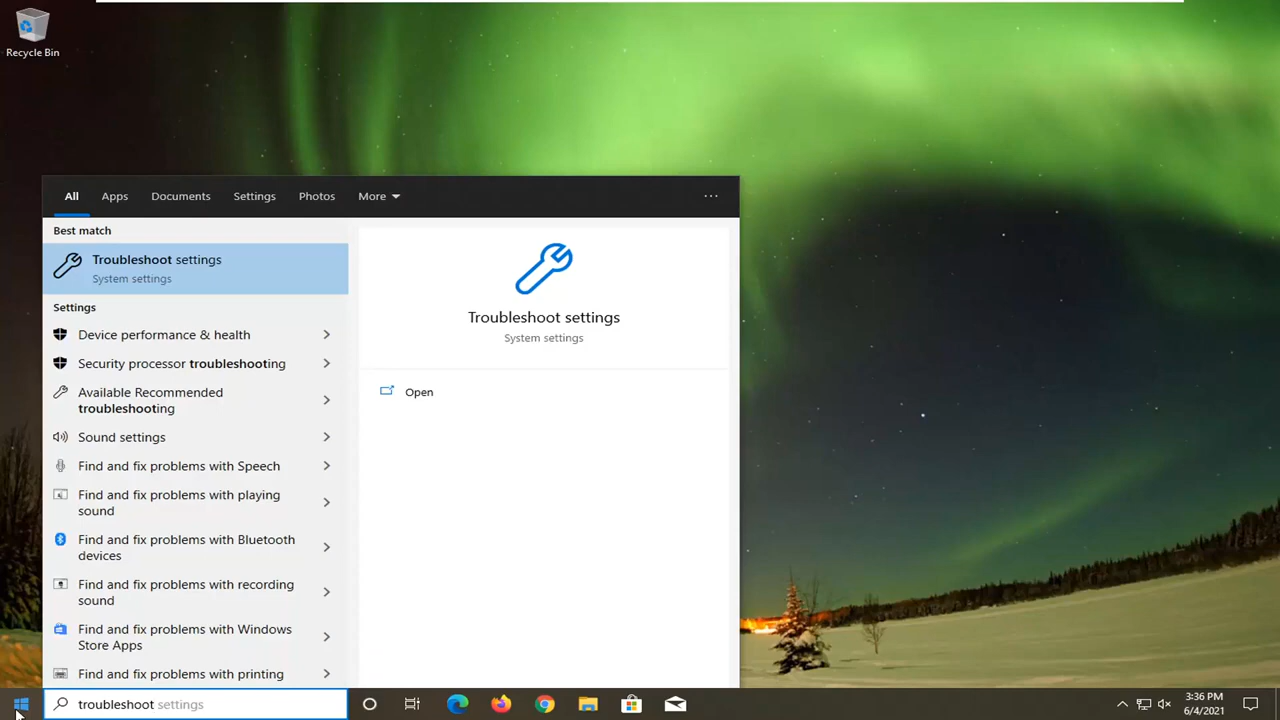 Recycle Bin
All Apps Documents Settings Photos More ...
Best match
Troubleshoot settings
System settings
Settings
Device performance & health
Security processor troubleshooting
Available Recommended
troubleshooting
Sound settings
Find and fix problems with Speech
Find and fix problems with playing
sound
Find and fix problems with Bluetooth
devices
Find and fix problems with recording
sound
Find and fix problems with Windows
Store Apps
Find and fix problems with printing
Troubleshoot settings
System settings
Open
troubleshoot settings
3:36 PM
6/4/2021